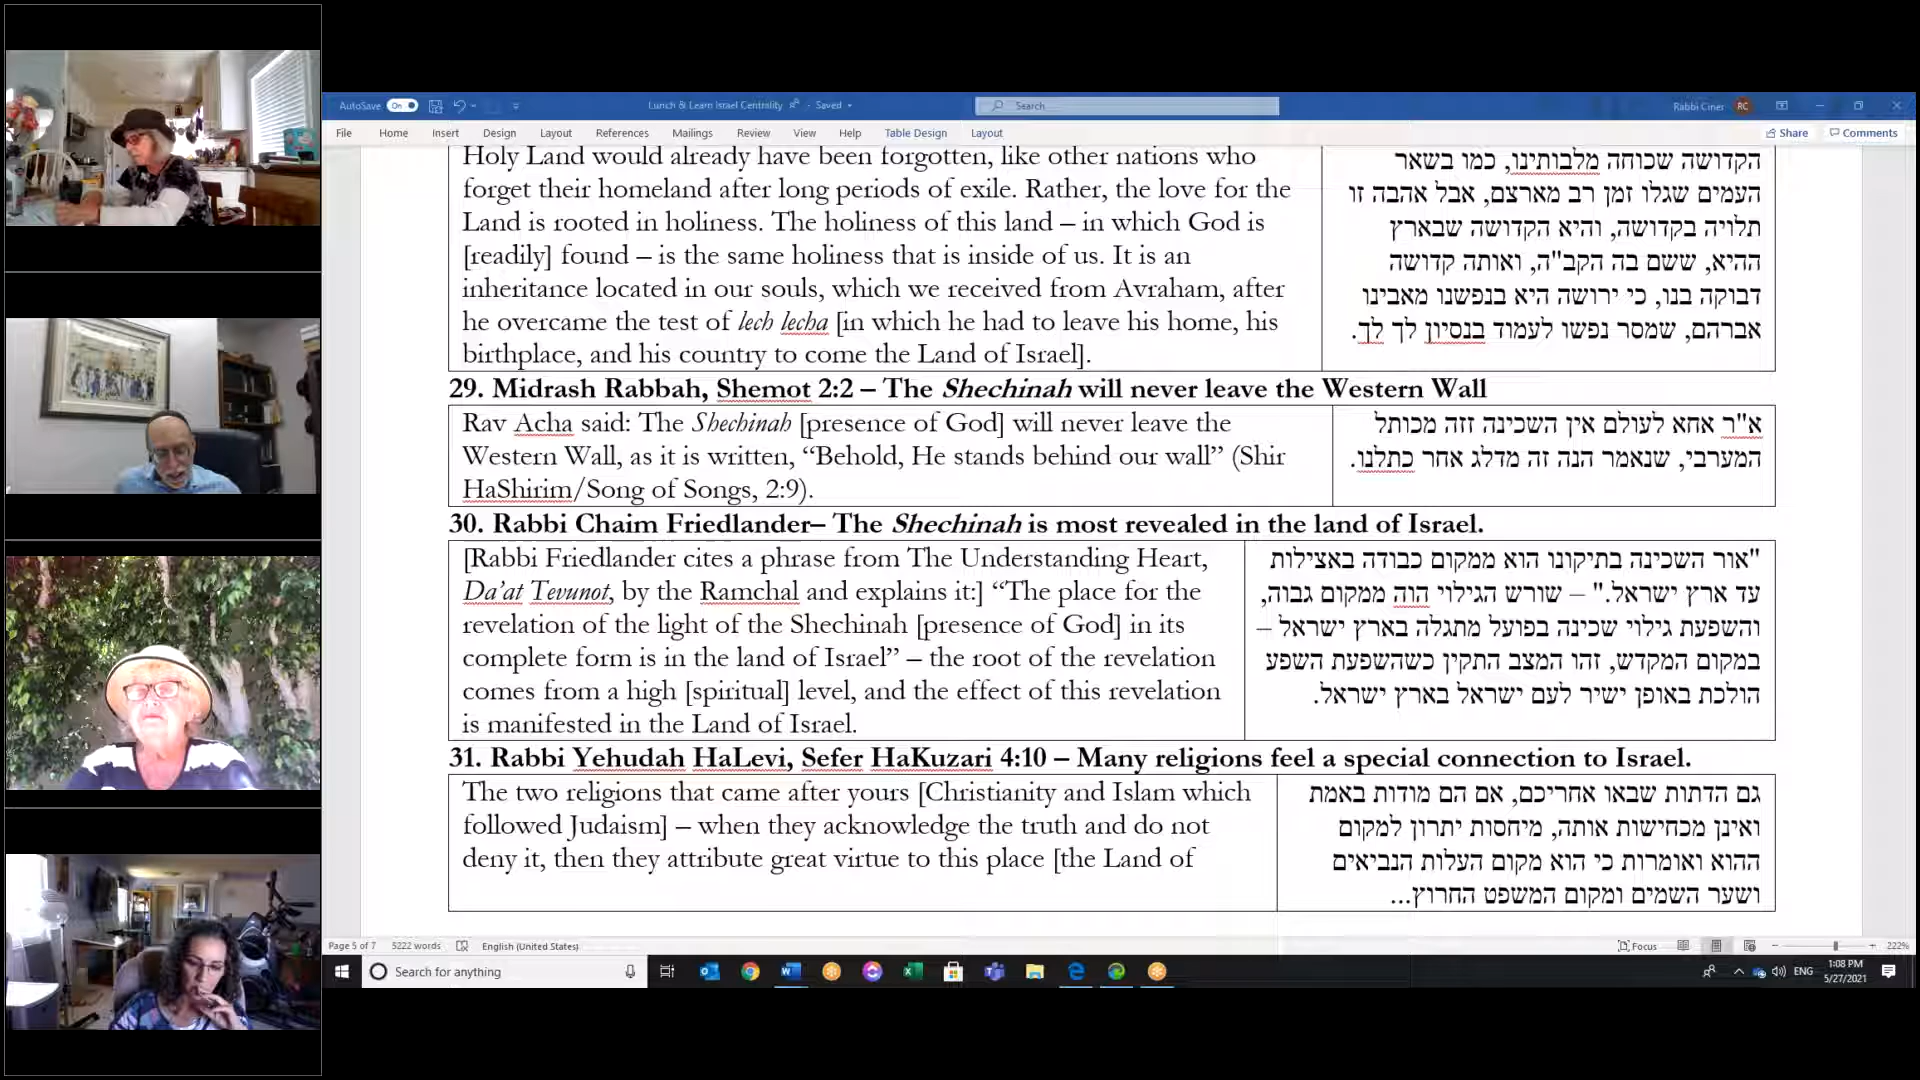 AutoSave On
Lunch & Learn Israel Centrality - Saved
Search
Rabbi Ciner RC
File Home Insert Design Layout References Mailings Review View Help Table Design Layout
Share Comments
Holy Land would already have been forgotten, like other nations who
forget their homeland after long periods of exile. Rather, the love for the
Land is rooted in holiness. The holiness of this land – in which God is
[readily] found – is the same holiness that is inside of us. It is an
inheritance located in our souls, which we received from Avraham, after
he overcame the test of lech lecha [in which he had to leave his home, his
birthplace, and his country to come the Land of Israel].
הקדושה שכוחה מלבותינו, כמו בשאר
העמים שגלו זמן רב מארצם, אבל אהבה זו
תלויה בקדושה, והיא הקדושה שבארץ
ההיא, ששם בה הקב"ה, ואותה קדושה
דבוקה בנו, כי ירושה היא בנפשנו מאבינו
אברהם, שמסר נפשו לעמוד בנסיון לך לך.
29. Midrash Rabbah, Shemot 2:2 – The Shechinah will never leave the Western Wall
Rav Acha said: The Shechinah [presence of God] will never leave the
Western Wall, as it is written, “Behold, He stands behind our wall” (Shir
HaShirim/Song of Songs, 2:9).
א"ר אחא לעולם אין השכינה זזה מכותל
המערבי, שנאמר הנה זה מדלג אחר כתלנו.
30. Rabbi Chaim Friedlander– The Shechinah is most revealed in the land of Israel.
[Rabbi Friedlander cites a phrase from The Understanding Heart,
Da’at Tevunot, by the Ramchal and explains it:] “The place for the
revelation of the light of the Shechinah [presence of God] in its
complete form is in the land of Israel” – the root of the revelation
comes from a high [spiritual] level, and the effect of this revelation
is manifested in the Land of Israel.
"אור השכינה בתיקונו הוא ממקום כבודה באצילות
עד ארץ ישראל." – שורש הגילוי הוה ממקום גבוה,
והשפעת גילוי שכינה בפועל מתגלה בארץ ישראל –
במקום המקדש, זהו המצב התקין כשהשפעת השפע
הולכת באופן ישיר לעם ישראל בארץ ישראל.
31. Rabbi Yehudah HaLevi, Sefer HaKuzari 4:10 – Many religions feel a special connection to Israel.
The two religions that came after yours [Christianity and Islam which
followed Judaism] – when they acknowledge the truth and do not
deny it, then they attribute great virtue to this place [the Land of
גם הדתות שבאו אחריכם, אם הם מודות באמת
ואינן מכחישות אותה, מיחסות יתרון למקום
ההוא ואומרות כי הוא מקום העלות הנביאים
ושער השמים ומקום המשפט החרוץ...
Page 5 of 7 5222 words English (United States)
Focus
222%
Search for anything
ENG
1:08 PM
5/27/2021